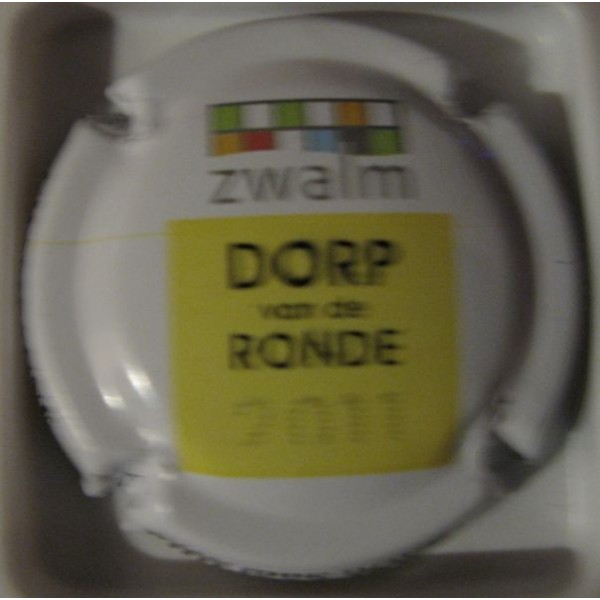 zwalm
DORP
van de
RONDE
2011